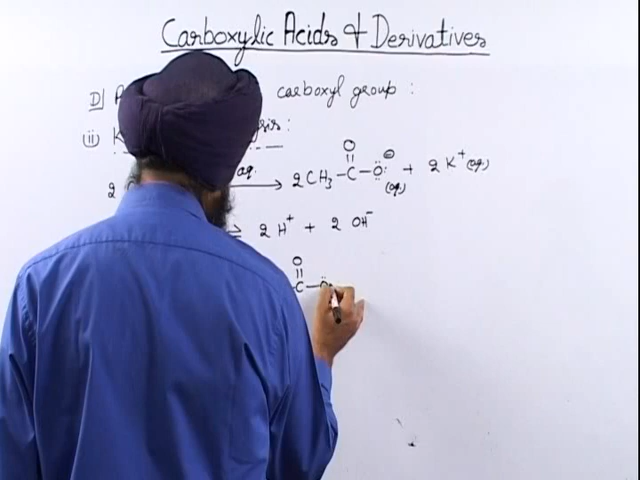 Carboxylic Acids & Derivatives
D] carboxyl group :
(ii) K :
2 aq. → 2 CH₃ – C – Ö:⊖ (aq.) + 2 K⁺ (aq.)
O
2 H⁺ + 2 OH⁻
O
C – Ö